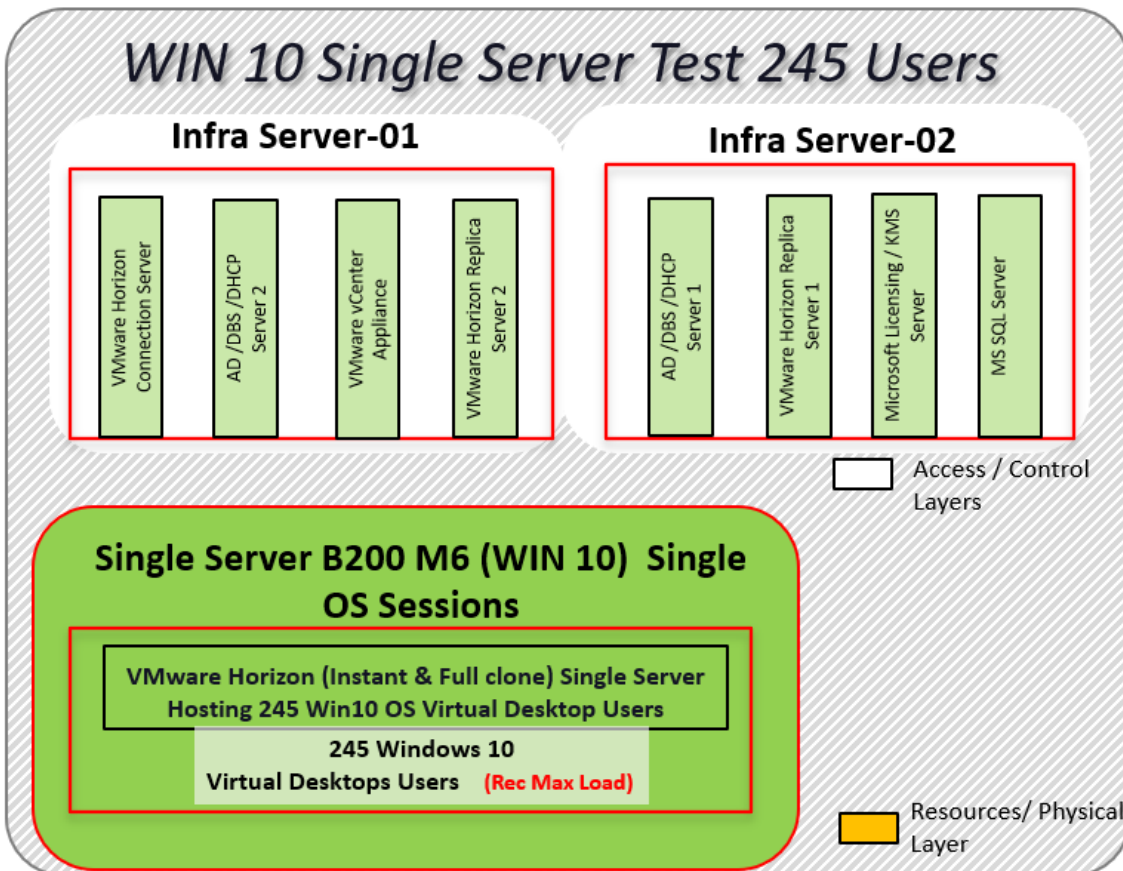 WIN 10 Single Server Test 245 Users
Infra Server-01
VMware Horizon
Connection Server
AD /DBS /DHCP
Server 2
VMware vCenter
Appliance
VMware Horizon Replica
Server 2
Infra Server-02
AD /DBS /DHCP
Server 1
VMware Horizon Replica
Server 1
Microsoft Licensing / KMS
Server
MS SQL Server
Access / Control
Layers
Single Server B200 M6 (WIN 10) Single
OS Sessions
VMware Horizon (Instant & Full clone) Single Server
Hosting 245 Win10 OS Virtual Desktop Users
245 Windows 10
Virtual Desktops Users (Rec Max Load)
Resources/ Physical
Layer